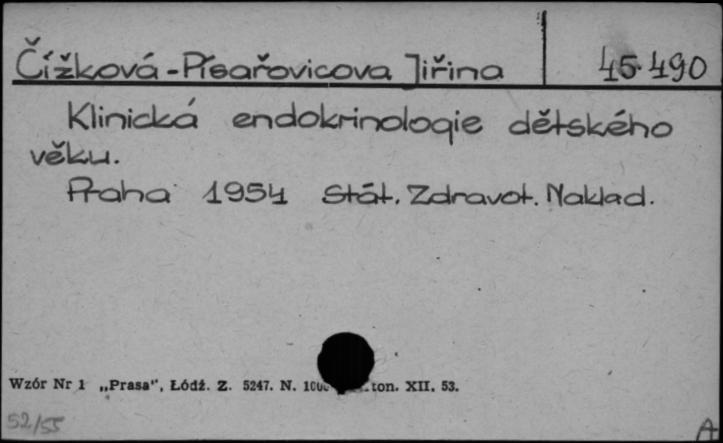 Čížková-Písařovicova Jiřina 45.490
Klinická endokrinologie dětského
věku.
Praha 1954 Stát. Zdravot. Naklad.
Wzór Nr 1 „Prasa”, Łódź. Z. 5247. N. ton. XII. 53.
52/55
A